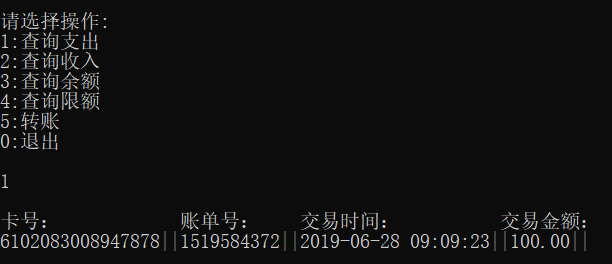 请选择操作:
1:查询支出
2:查询收入
3:查询余额
4:查询限额
5:转账
0:退出
1
卡号: 账单号: 交易时间: 交易金额:
6102083008947878||1519584372||2019-06-28 09:09:23||100.00||